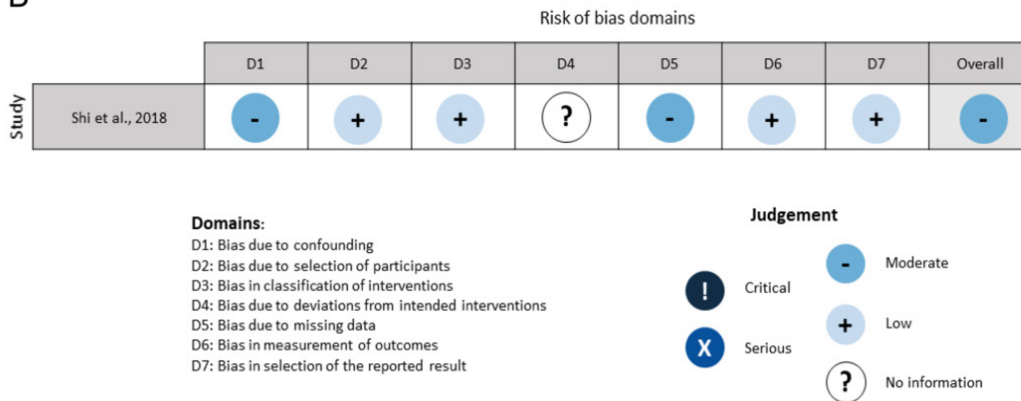 Risk of bias domains
D1 D2 D3 D4 D5 D6 D7 Overall
Study
Shi et al., 2018 - + + ? - + + -
Domains:
D1: Bias due to confounding
D2: Bias due to selection of participants
D3: Bias in classification of interventions
D4: Bias due to deviations from intended interventions
D5: Bias due to missing data
D6: Bias in measurement of outcomes
D7: Bias in selection of the reported result
Judgement
! Critical
X Serious
- Moderate
+ Low
? No information